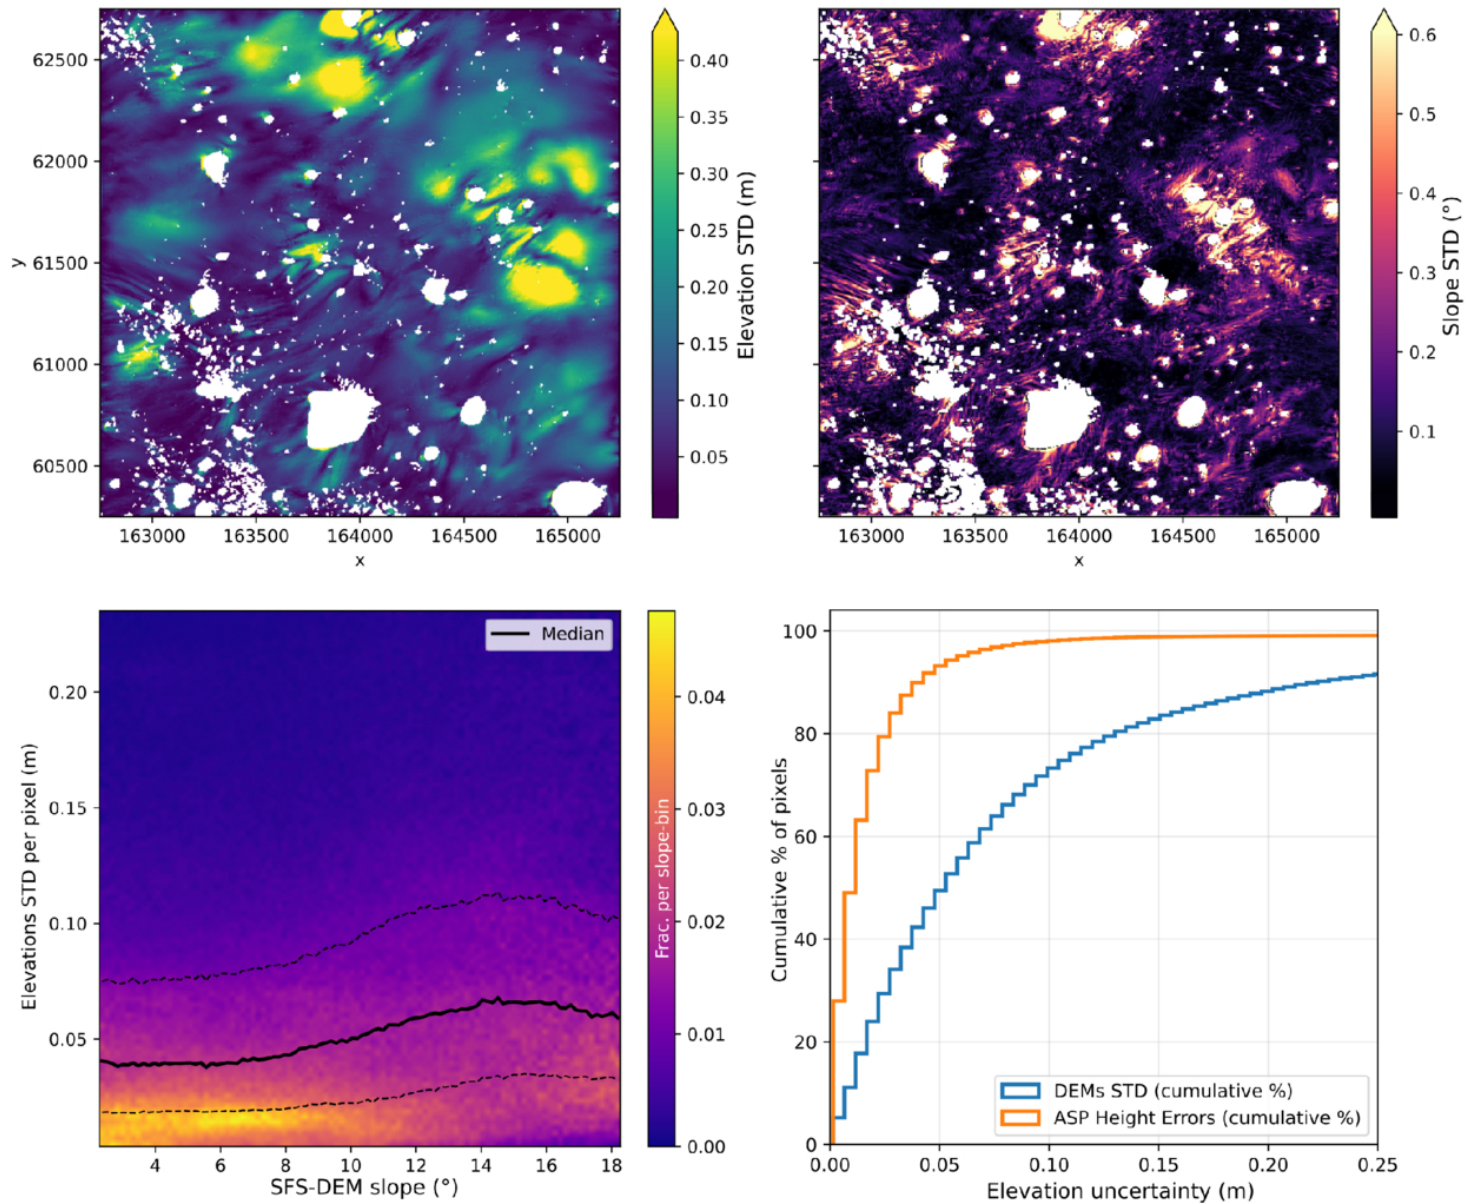 62500
62000
61500
61000
60500
y
163000 163500 164000 164500 165000
x
0.40
0.35
0.30
0.25
0.20
0.15
0.10
0.05
Elevation STD (m)
163000 163500 164000 164500 165000
x
0.6
0.5
0.4
0.3
0.2
0.1
Slope STD (°)
Median
0.20
0.15
0.10
0.05
Elevations STD per pixel (m)
4 6 8 10 12 14 16 18
SFS-DEM slope (°)
0.04
0.03
0.02
0.01
0.00
Frac. per slope-bin
100
80
60
40
20
0
Cumulative % of pixels
DEMs STD (cumulative %)
ASP Height Errors (cumulative %)
0.00 0.05 0.10 0.15 0.20 0.25
Elevation uncertainty (m)